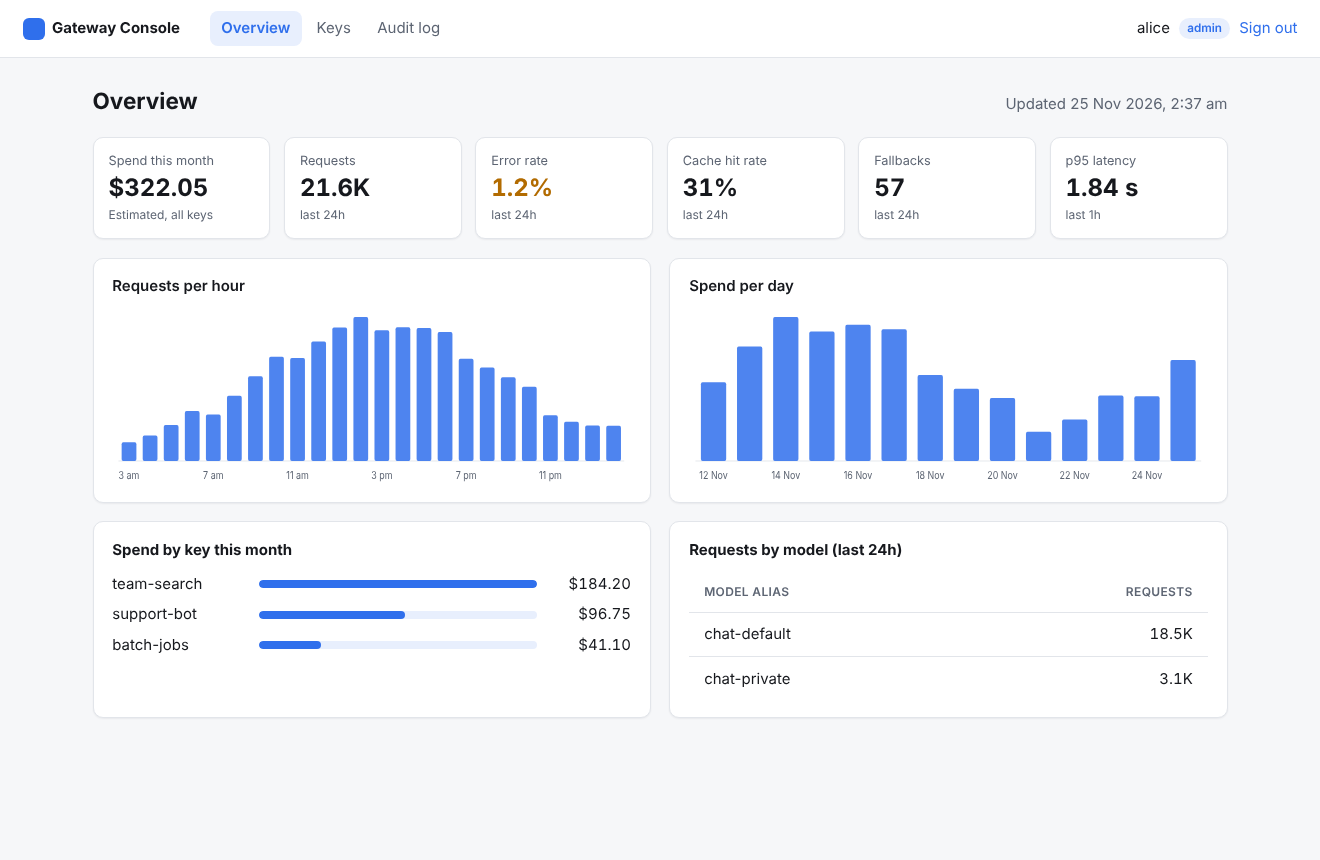 Gateway Console Overview Keys Audit log alice admin Sign out
Overview Updated 25 Nov 2026, 2:37 am
Spend this month
$322.05
Estimated, all keys
Requests
21.6K
last 24h
Error rate
1.2%
last 24h
Cache hit rate
31%
last 24h
Fallbacks
57
last 24h
p95 latency
1.84 s
last 1h
Requests per hour
3 am 7 am 11 am 3 pm 7 pm 11 pm
Spend per day
12 Nov 14 Nov 16 Nov 18 Nov 20 Nov 22 Nov 24 Nov
Spend by key this month
team-search $184.20
support-bot $96.75
batch-jobs $41.10
Requests by model (last 24h)
MODEL ALIAS REQUESTS
chat-default 18.5K
chat-private 3.1K